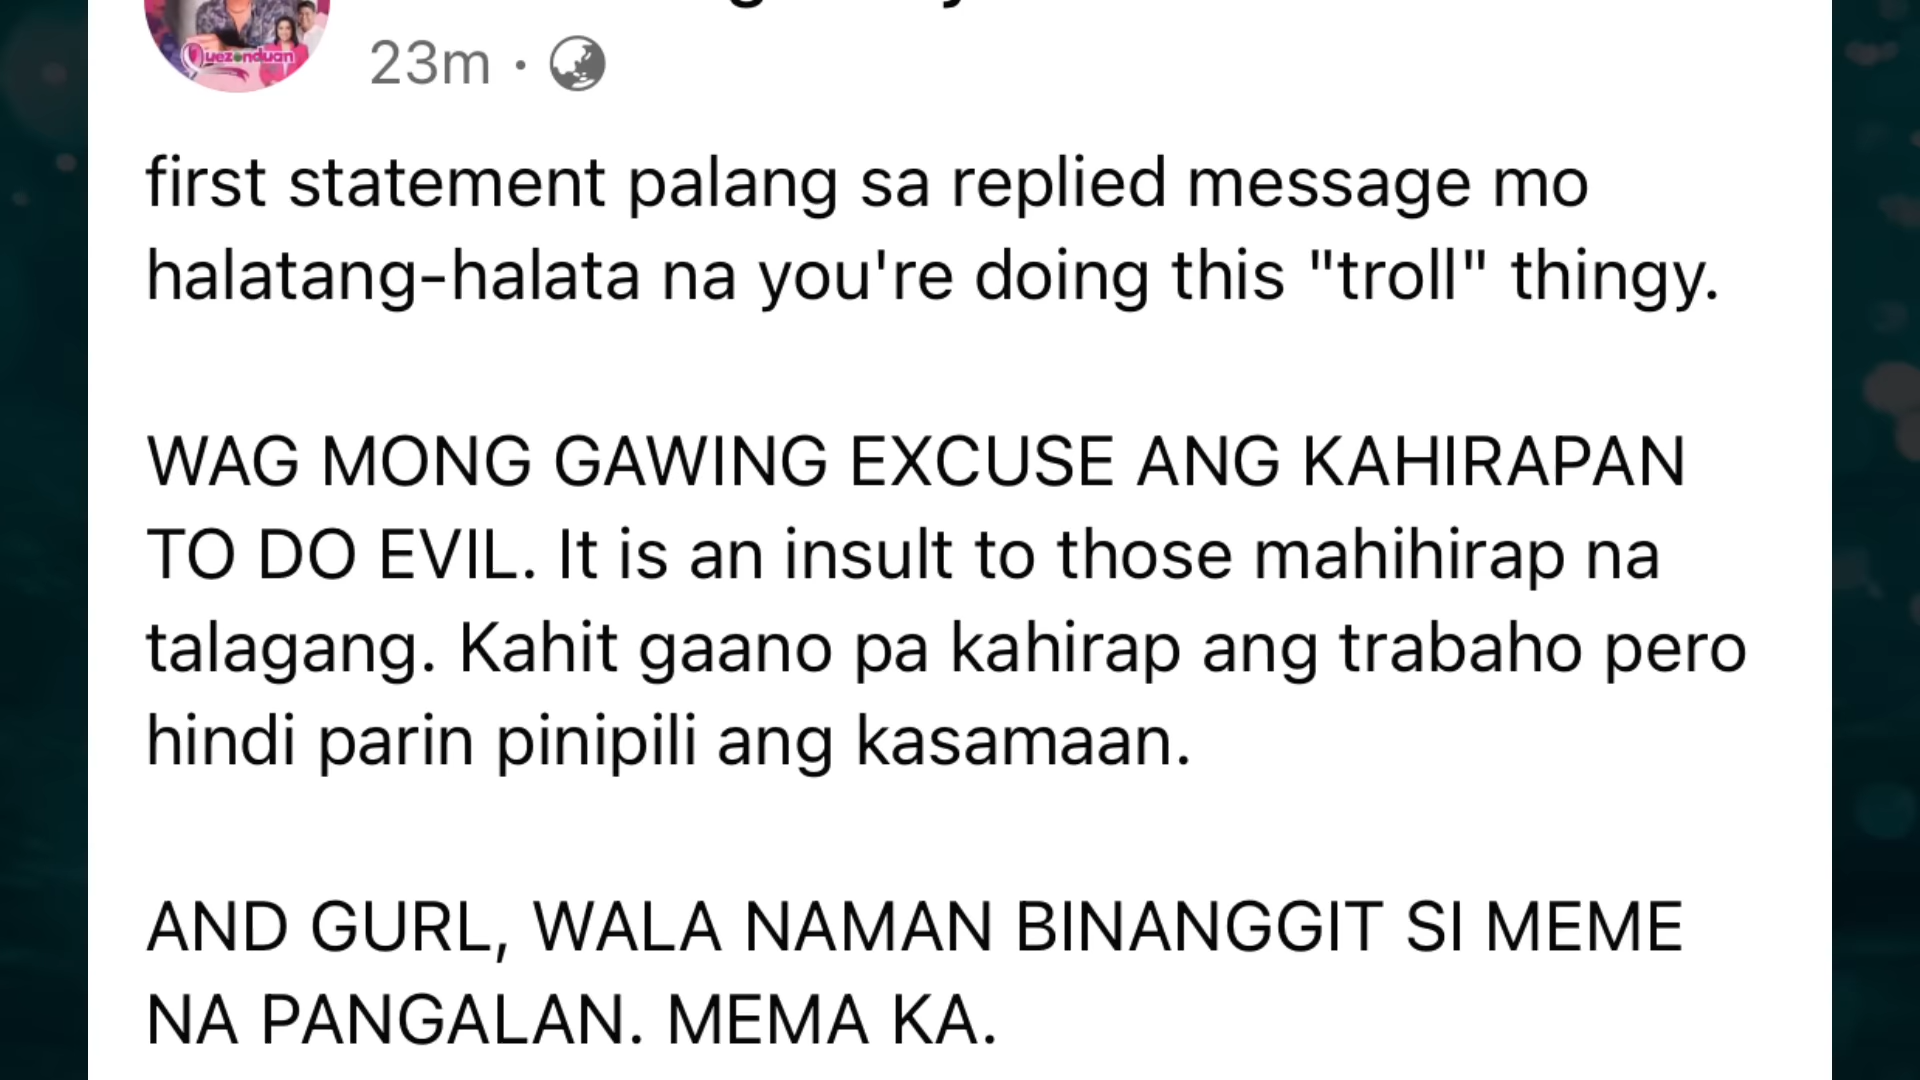 Quezonduan
23m ·
first statement palang sa replied message mo
halatang-halata na you're doing this "troll" thingy.
WAG MONG GAWING EXCUSE ANG KAHIRAPAN
TO DO EVIL. It is an insult to those mahihirap na
talagang. Kahit gaano pa kahirap ang trabaho pero
hindi parin pinipili ang kasamaan.
AND GURL, WALA NAMAN BINANGGIT SI MEME
NA PANGALAN. MEMA KA.